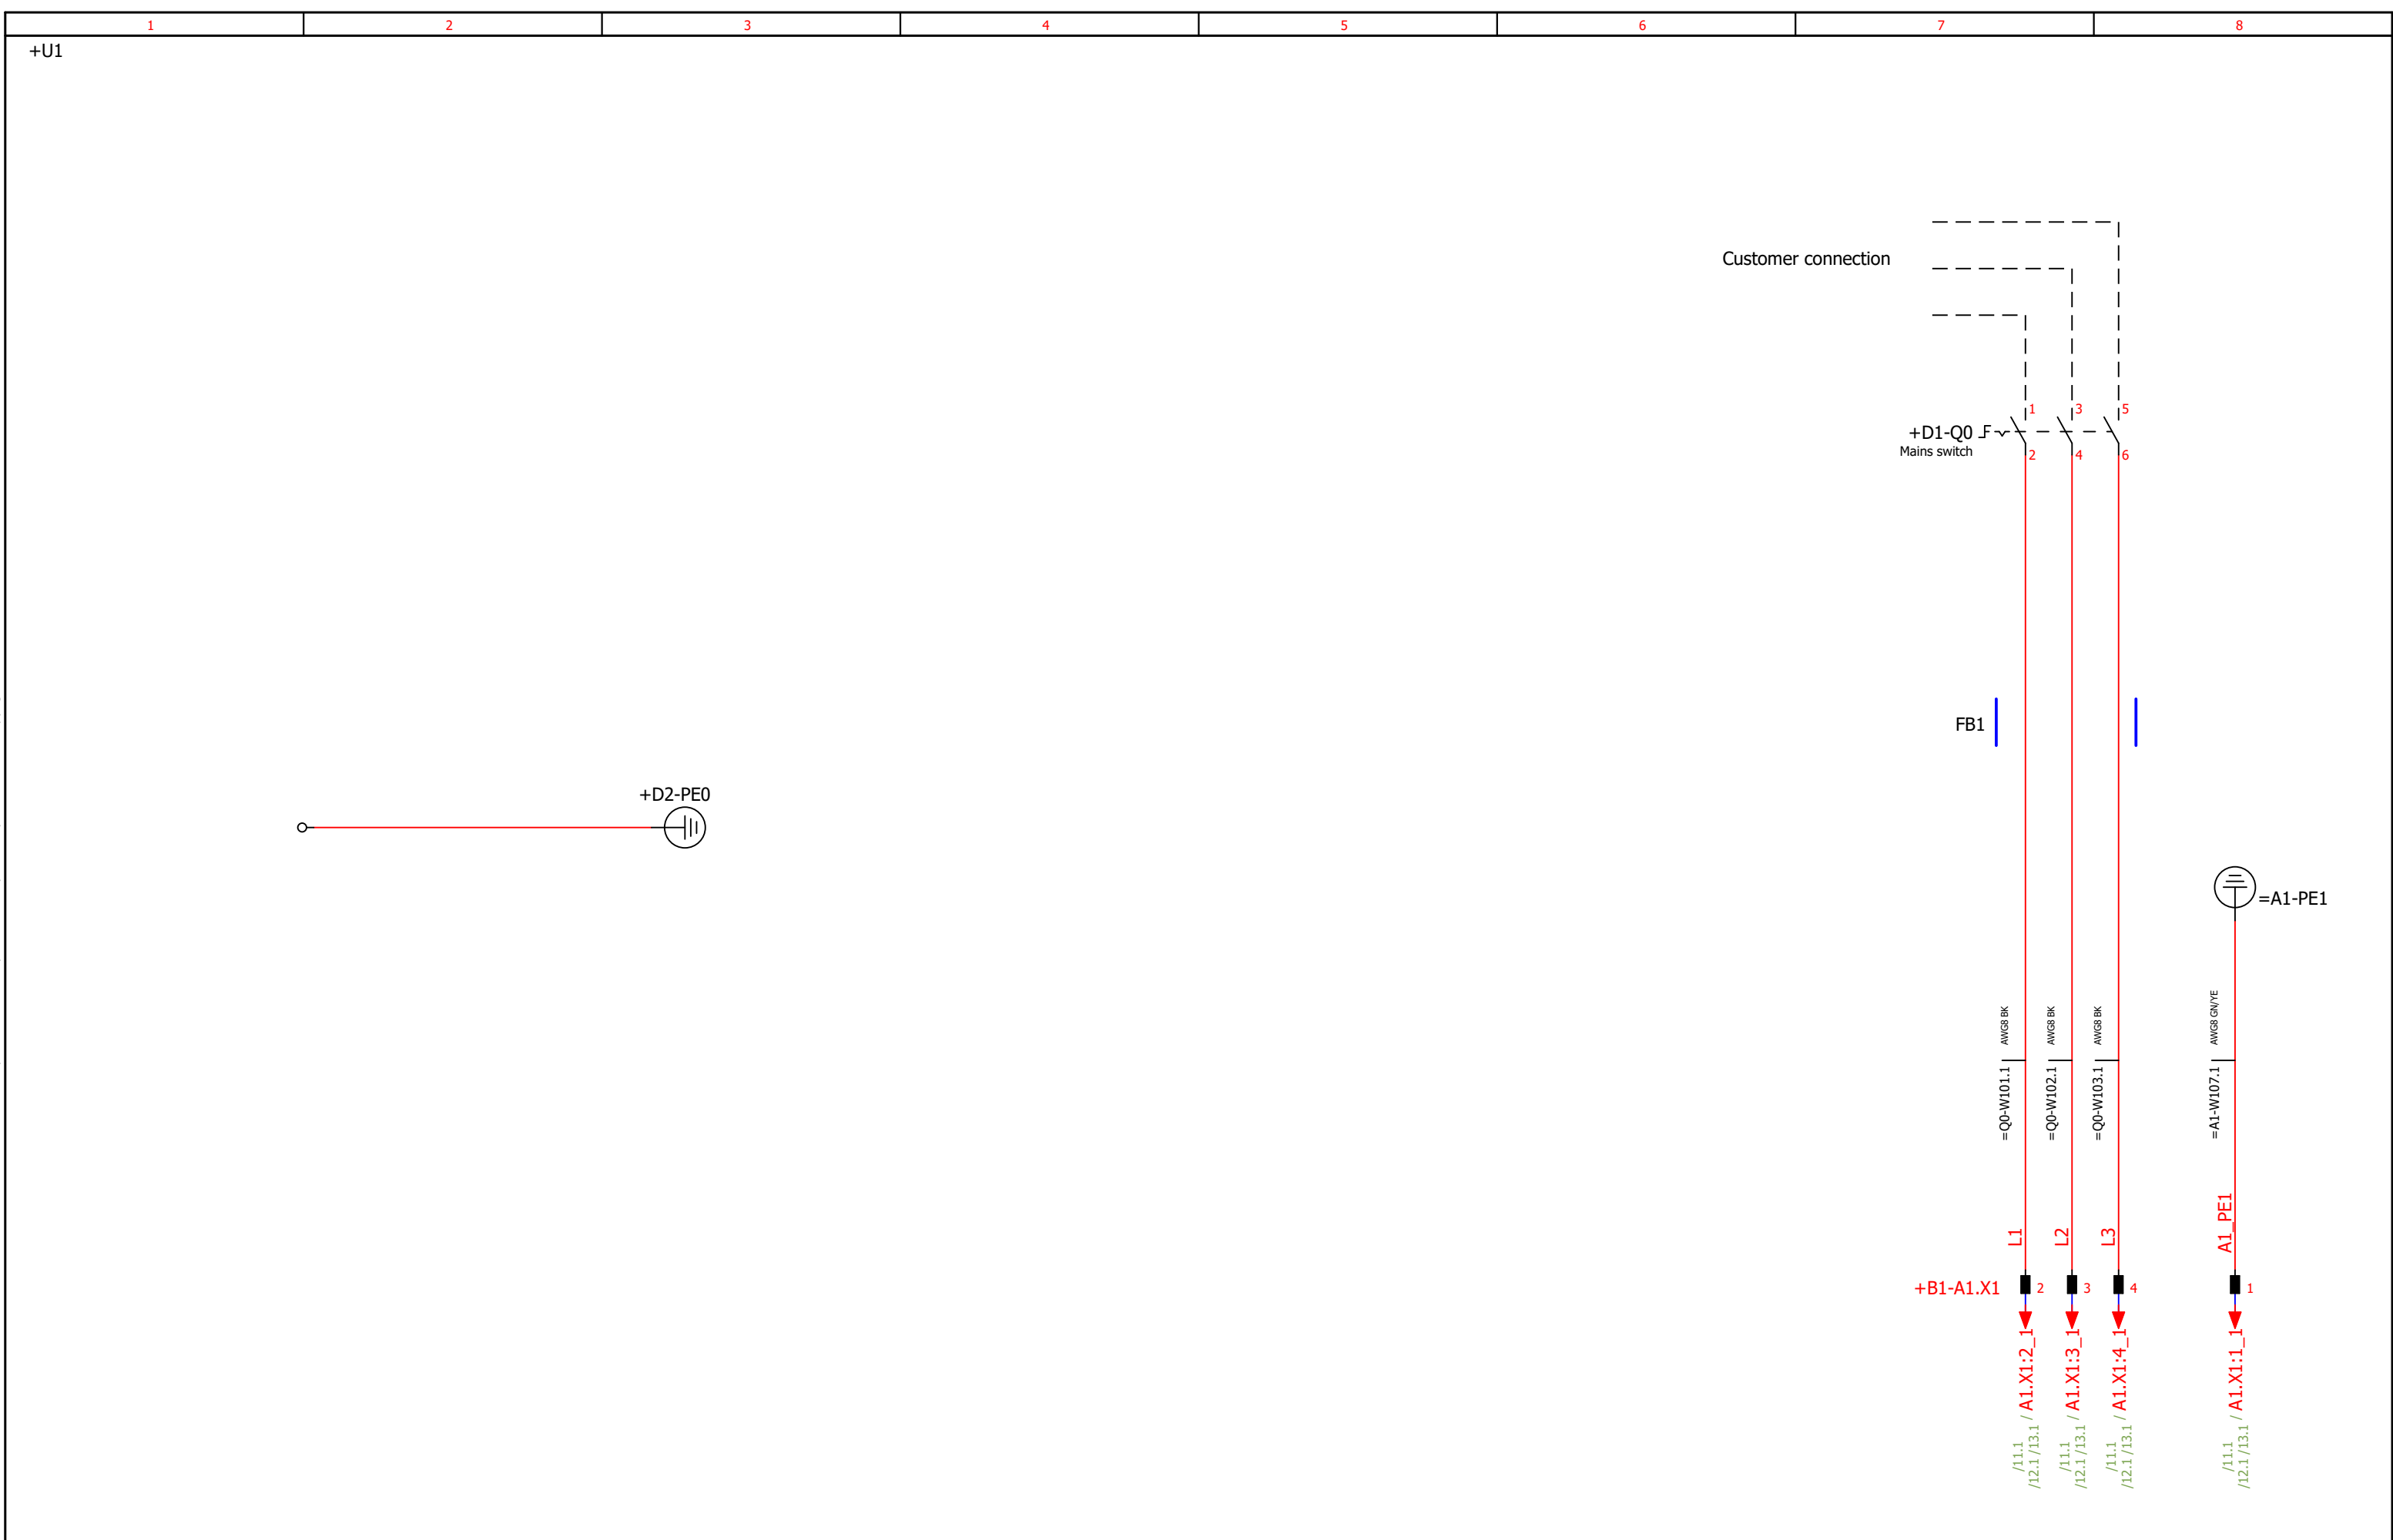 1 2 3 4 5 6 7 8
+U1
Customer connection
1 3 5
+D1-Q0
Mains switch
2 4 6
FB1
+D2-PE0
=A1-PE1
=Q0-W101.1 AWG8 BK
=Q0-W102.1 AWG8 BK
=Q0-W103.1 AWG8 BK
=A1-W107.1 AWG8 GN/YE
L1
L2
L3
A1_PE1
+B1-A1.X1
2 3 4 1
A1.X1:2_1
/11.1
/12.1 /13.1 /
A1.X1:3_1
/11.1
/12.1 /13.1 /
A1.X1:4_1
/11.1
/12.1 /13.1 /
A1.X1:1_1
/11.1
/12.1 /13.1 /